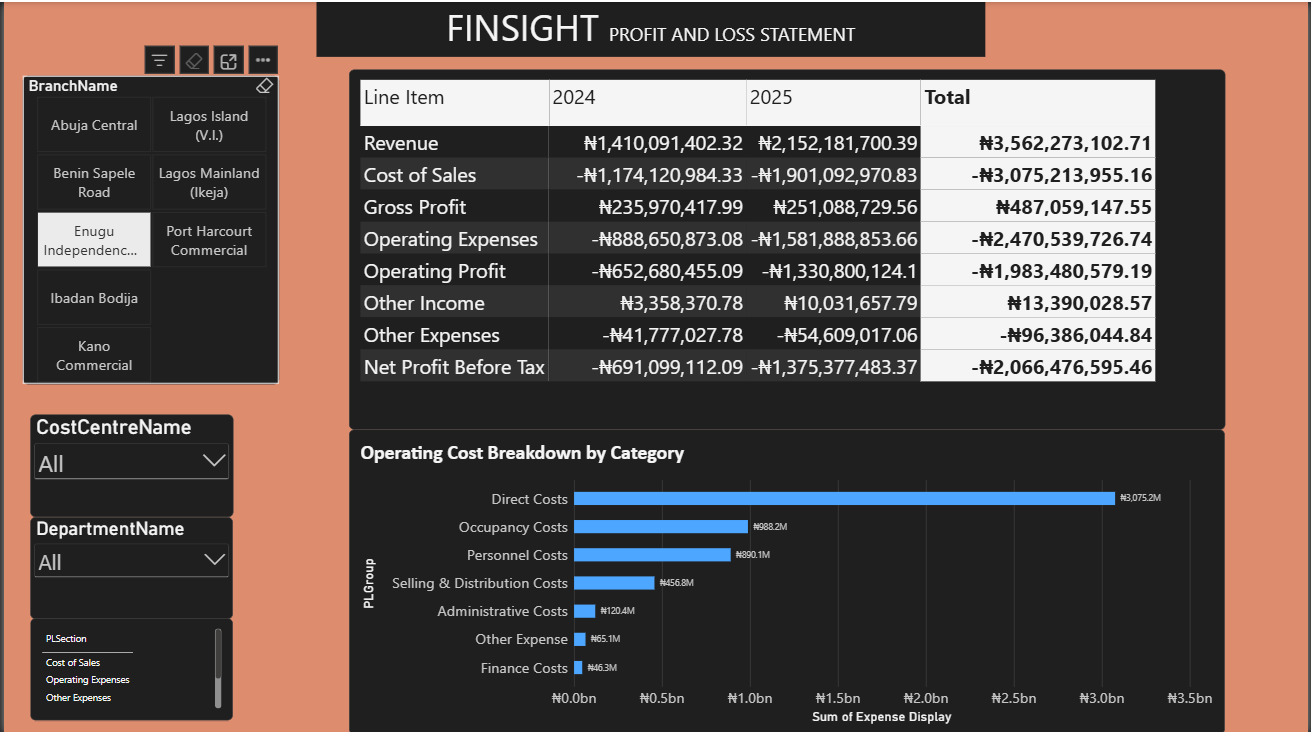 FINSIGHT PROFIT AND LOSS STATEMENT
BranchName
Abuja Central
Lagos Island
(V.I.)
Benin Sapele
Road
Lagos Mainland
(Ikeja)
Enugu
Independenc...
Port Harcourt
Commercial
Ibadan Bodija
Kano
Commercial
CostCentreName
All
DepartmentName
All
PLSection
Cost of Sales
Operating Expenses
Other Expenses
Line Item 2024 2025 Total
Revenue ₦1,410,091,402.32 ₦2,152,181,700.39 ₦3,562,273,102.71
Cost of Sales -₦1,174,120,984.33 -₦1,901,092,970.83 -₦3,075,213,955.16
Gross Profit ₦235,970,417.99 ₦251,088,729.56 ₦487,059,147.55
Operating Expenses -₦888,650,873.08 -₦1,581,888,853.66 -₦2,470,539,726.74
Operating Profit -₦652,680,455.09 -₦1,330,800,124.1 -₦1,983,480,579.19
Other Income ₦3,358,370.78 ₦10,031,657.79 ₦13,390,028.57
Other Expenses -₦41,777,027.78 -₦54,609,017.06 -₦96,386,044.84
Net Profit Before Tax -₦691,099,112.09 -₦1,375,377,483.37 -₦2,066,476,595.46
Operating Cost Breakdown by Category
PLGroup
Direct Costs ₦3,075.2M
Occupancy Costs ₦988.2M
Personnel Costs ₦890.1M
Selling & Distribution Costs ₦456.8M
Administrative Costs ₦120.4M
Other Expense ₦65.1M
Finance Costs ₦46.3M
₦0.0bn ₦0.5bn ₦1.0bn ₦1.5bn ₦2.0bn ₦2.5bn ₦3.0bn ₦3.5bn
Sum of Expense Display